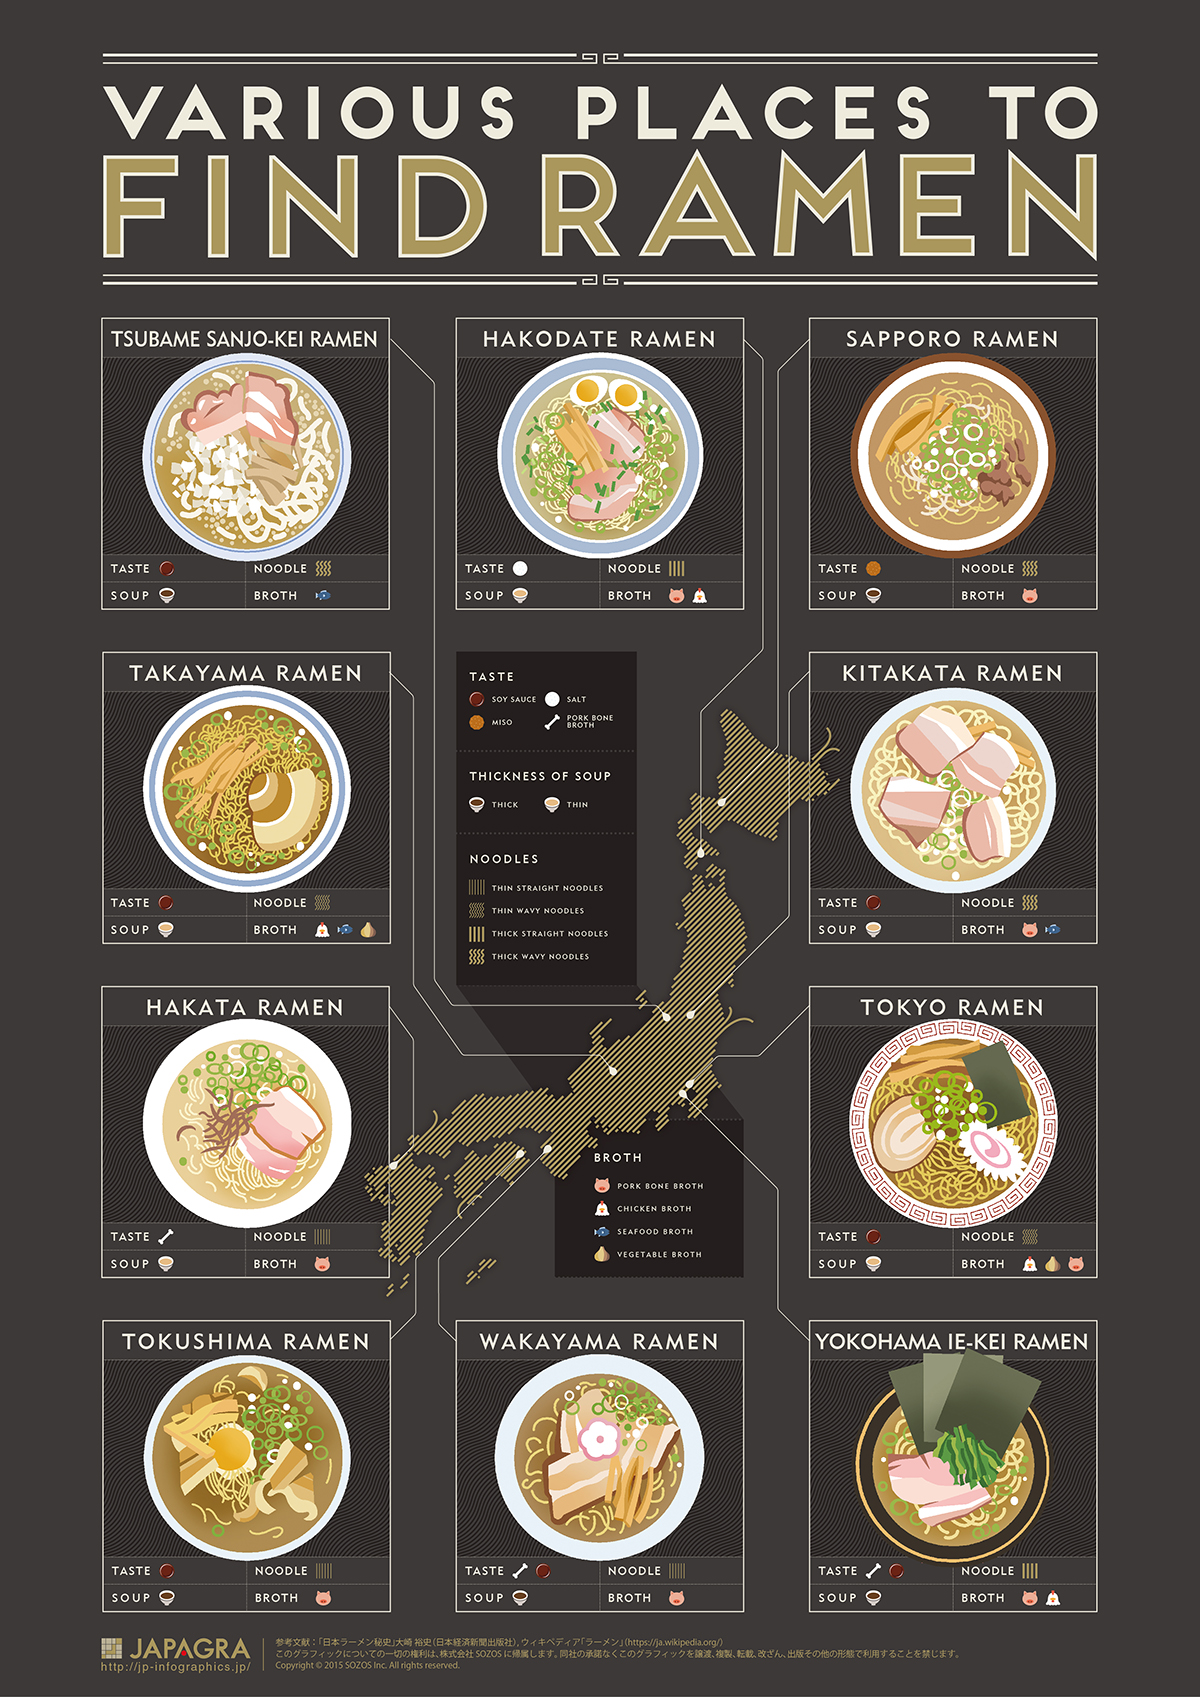 VARIOUS PLACES TO
FIND RAMEN
TSUBAME SANJO-KEI RAMEN
TASTE
NOODLE
SOUP
BROTH
HAKODATE RAMEN
TASTE
NOODLE
SOUP
BROTH
SAPPORO RAMEN
TASTE
NOODLE
SOUP
BROTH
TAKAYAMA RAMEN
TASTE
NOODLE
SOUP
BROTH
TASTE
SOY SAUCE
SALT
MISO
PORK BONE
BROTH
THICKNESS OF SOUP
THICK
THIN
NOODLES
THIN STRAIGHT NOODLES
THIN WAVY NOODLES
THICK STRAIGHT NOODLES
THICK WAVY NOODLES
KITAKATA RAMEN
TASTE
NOODLE
SOUP
BROTH
HAKATA RAMEN
TASTE
NOODLE
SOUP
BROTH
BROTH
PORK BONE BROTH
CHICKEN BROTH
SEAFOOD BROTH
VEGETABLE BROTH
TOKYO RAMEN
TASTE
NOODLE
SOUP
BROTH
TOKUSHIMA RAMEN
TASTE
NOODLE
SOUP
BROTH
WAKAYAMA RAMEN
TASTE
NOODLE
SOUP
BROTH
YOKOHAMA IE-KEI RAMEN
TASTE
NOODLE
SOUP
BROTH
JAPAGRA
http://jp-infographics.jp/
参考文献:「日本ラーメン秘史」大崎 裕史(日本経済新聞出版社), ウィキペディア「ラーメン」(https://ja.wikipedia.org/)
このグラフィックについての一切の権利は、株式会社 SOZOS に帰属します。同社の承諾なくこのグラフィックを譲渡、複製、転載、改ざん、出版その他の形態で利用することを禁じます。
Copyright © 2015 SOZOS Inc. All rights reserved.